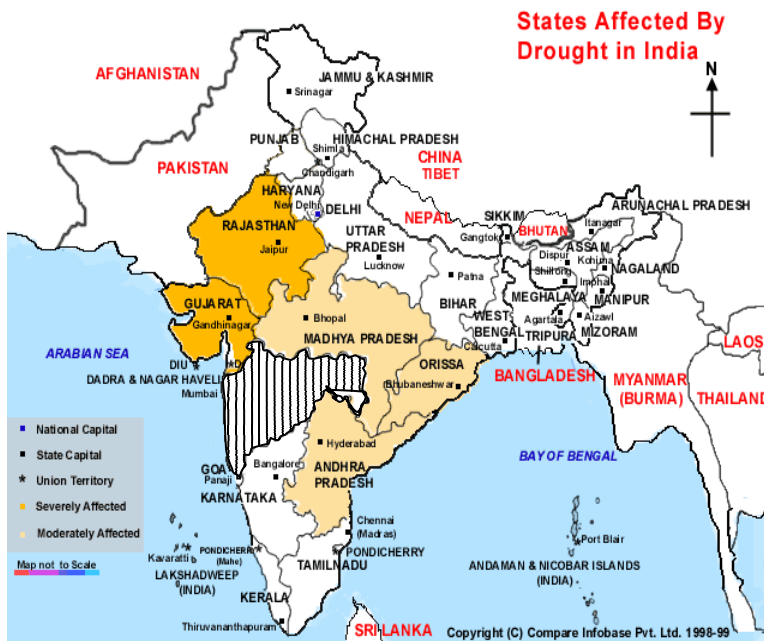 States Affected By
Drought in India
N
AFGHANISTAN
JAMMU & KASHMIR
Srinagar
PUNJAB
HIMACHAL PRADESH
Shimla
Chandigarh
PAKISTAN
CHINA
TIBET
HARYANA
New Delhi
DELHI
ARUNACHAL PRADESH
RAJASTHAN
Jaipur
UTTAR
PRADESH
Lucknow
NEPAL
SIKKIM
Gangtok
BHUTAN
Itanagar
ASSAM
Dispur
Kohima
NAGALAND
Shillong
Imphal
Patna
BIHAR
MEGHALAYA
MANIPUR
GUJARAT
Gandhinagar
Bhopal
MADHYA PRADESH
WEST
BENGAL
Calcutta
Agartala
TRIPURA
Aizawl
MIZORAM
LAOS
ARABIAN SEA
DIU
D
DADRA & NAGAR HAVELI
Mumbai
ORISSA
Bhubaneshwar
BANGLADESH
MYANMAR
(BURMA)
THAILAND
National Capital
State Capital
Union Territory
Severely Affected
Moderately Affected
Map not to Scale
Hyderabad
ANDHRA
PRADESH
BAY OF BENGAL
GOA
Panaji
Bangalore
KARNATAKA
Chennai
(Madras)
Kavaratti
LAKSHADWEEP
(INDIA)
PONDICHERRY
(Mahe)
PONDICHERRY
TAMILNADU
Port Blair
ANDAMAN & NICOBAR ISLANDS
(INDIA)
KERALA
Thiruvananthapuram
SRI LANKA
Copyright (C) Compare Infobase Pvt. Ltd. 1998-99